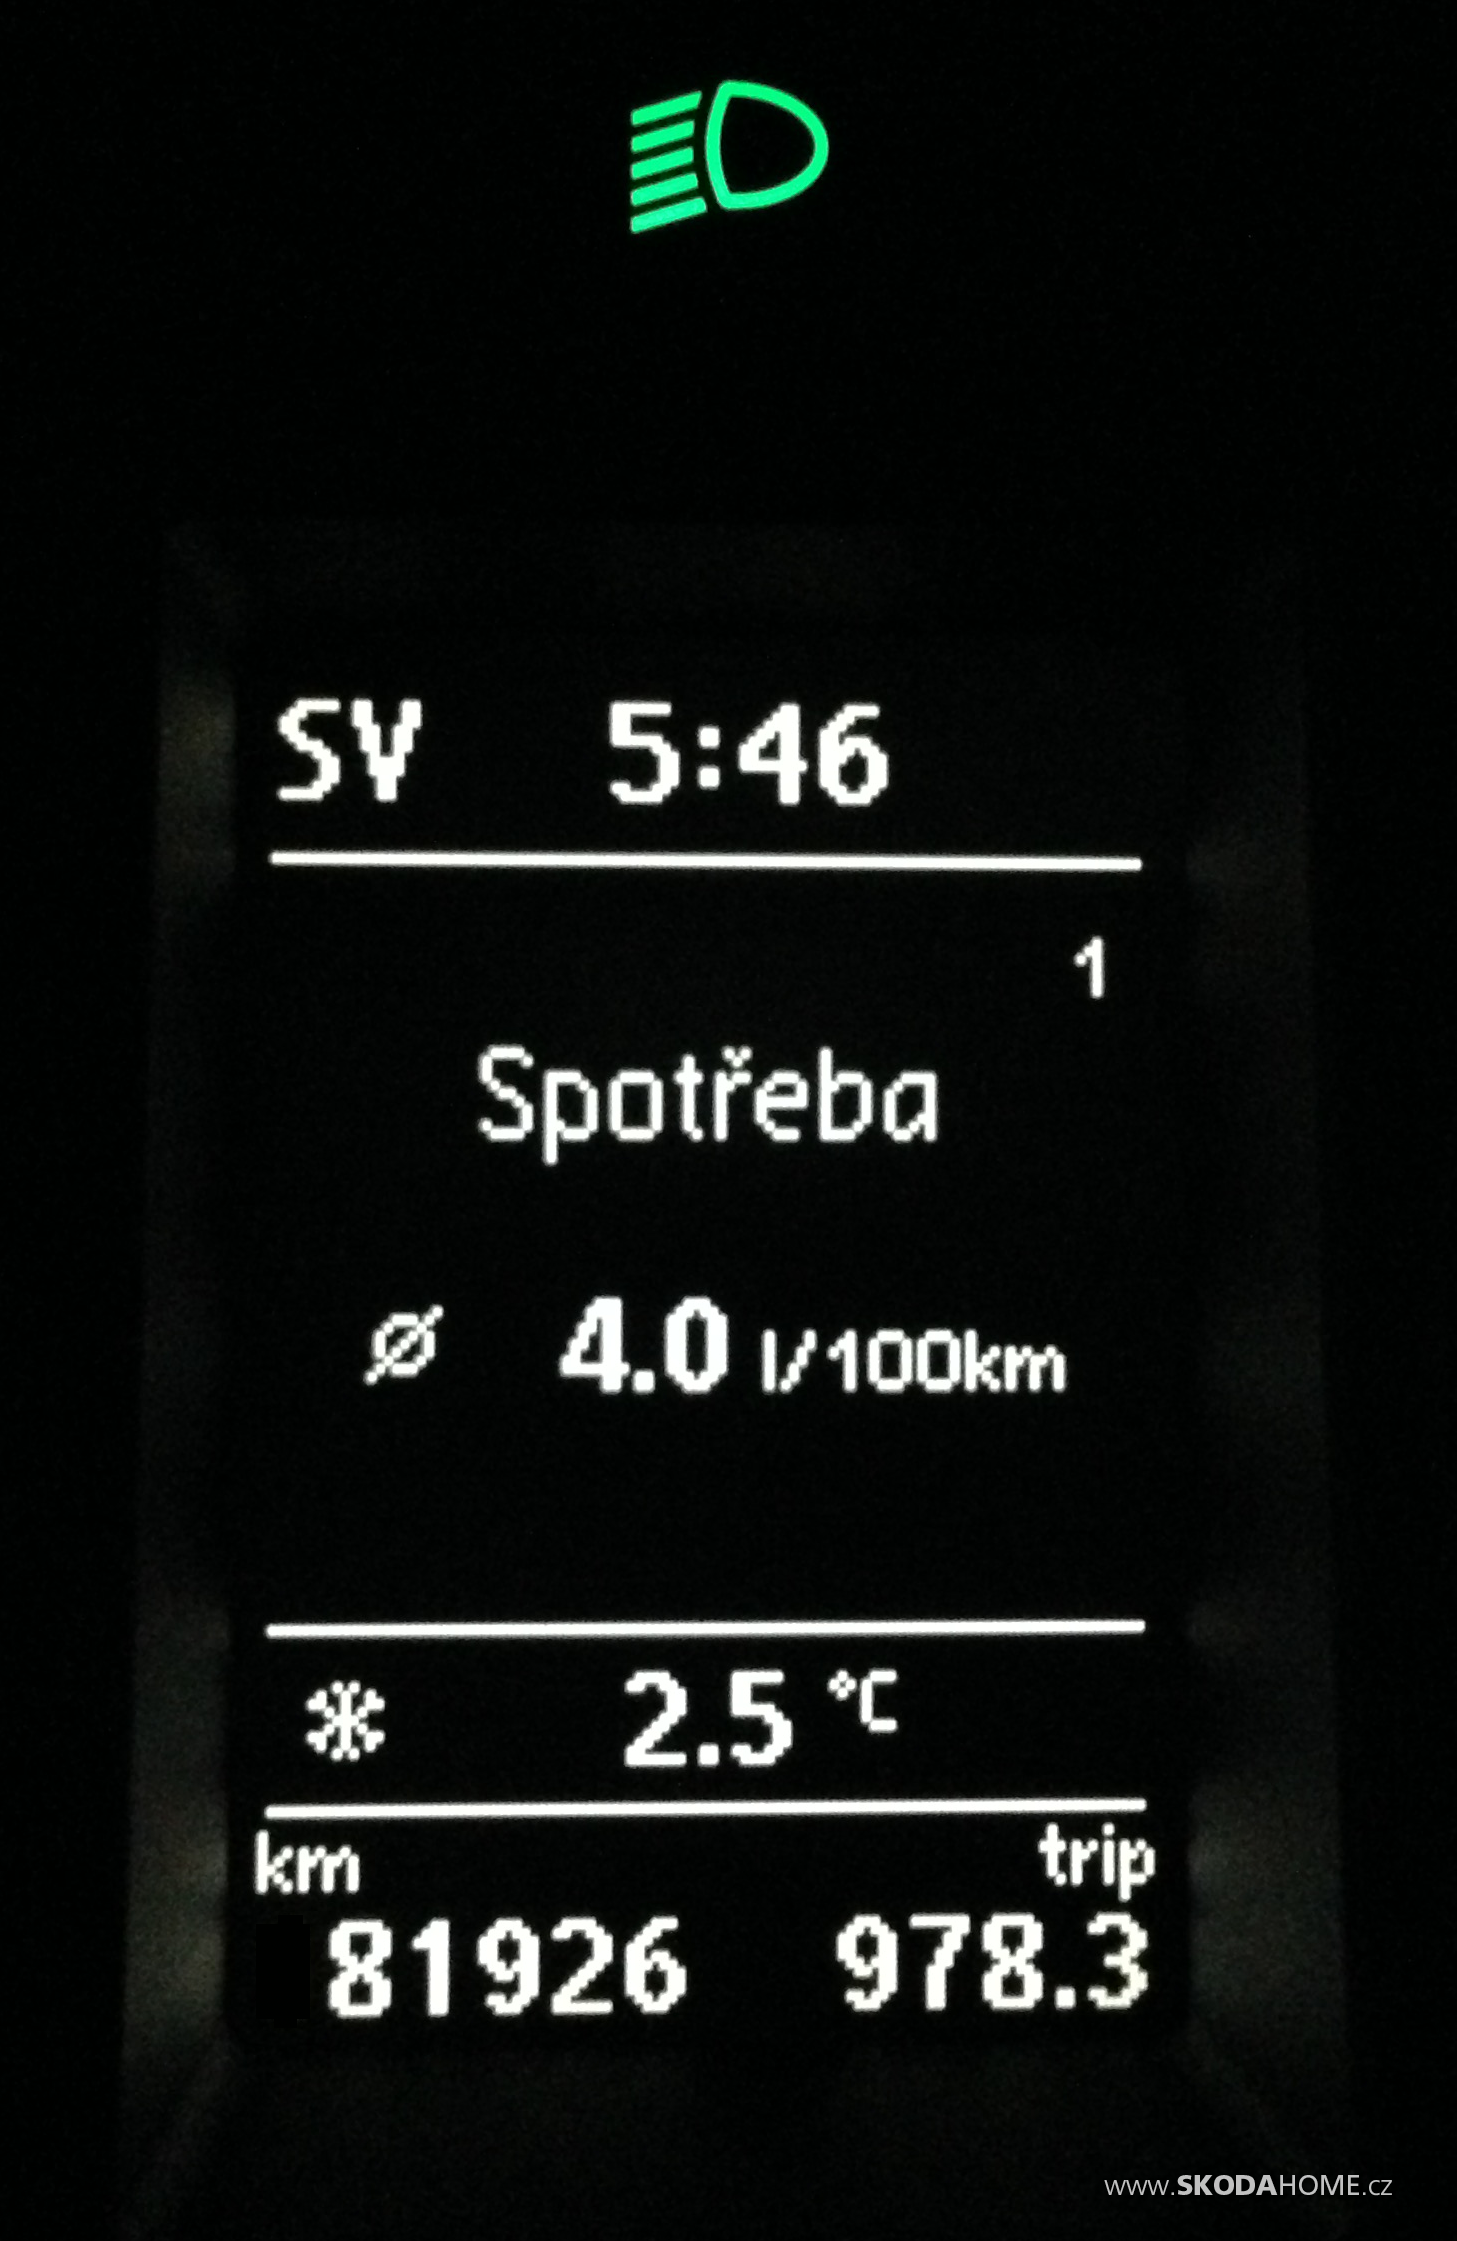 SV 5:46
1
Spotřeba
Ø 4.0 l/100km
2.5 °C
km trip
81926 978.3
www.SKODAHOME.cz